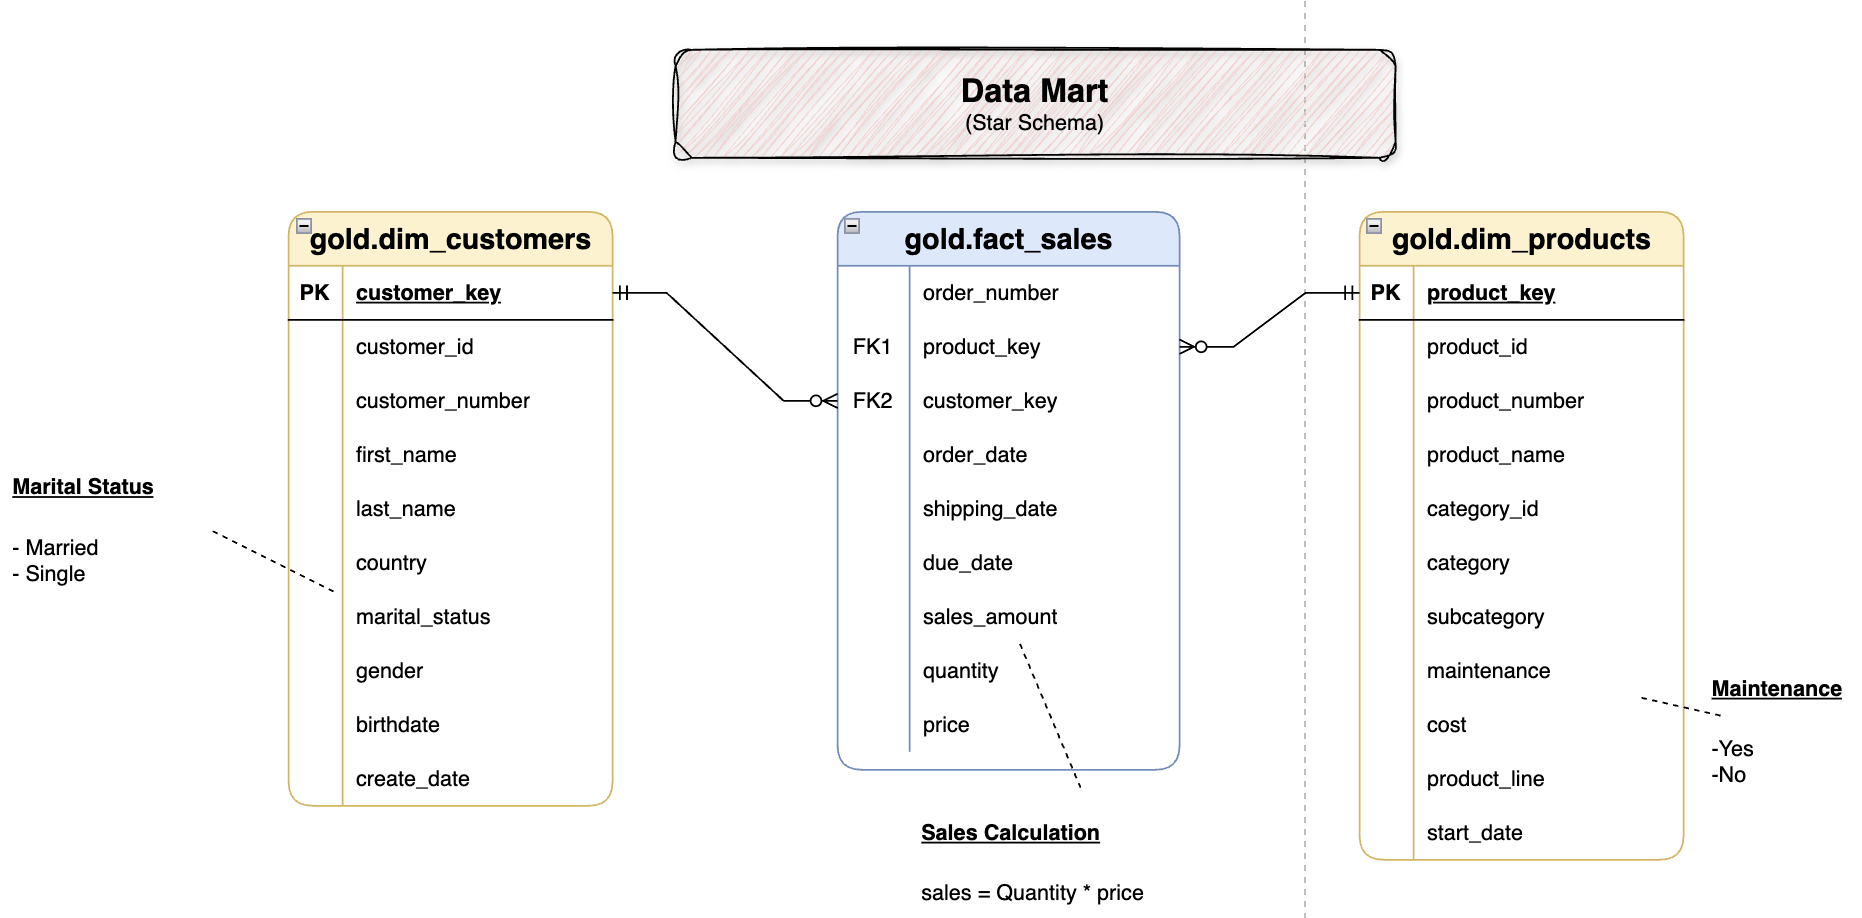 Data Mart
(Star Schema)
gold.dim_customers
PK customer_key
customer_id
customer_number
first_name
last_name
country
marital_status
gender
birthdate
create_date
Marital Status
- Married
- Single
gold.fact_sales
order_number
FK1 product_key
FK2 customer_key
order_date
shipping_date
due_date
sales_amount
quantity
price
Sales Calculation
sales = Quantity * price
gold.dim_products
PK product_key
product_id
product_number
product_name
category_id
category
subcategory
maintenance
cost
product_line
start_date
Maintenance
-Yes
-No